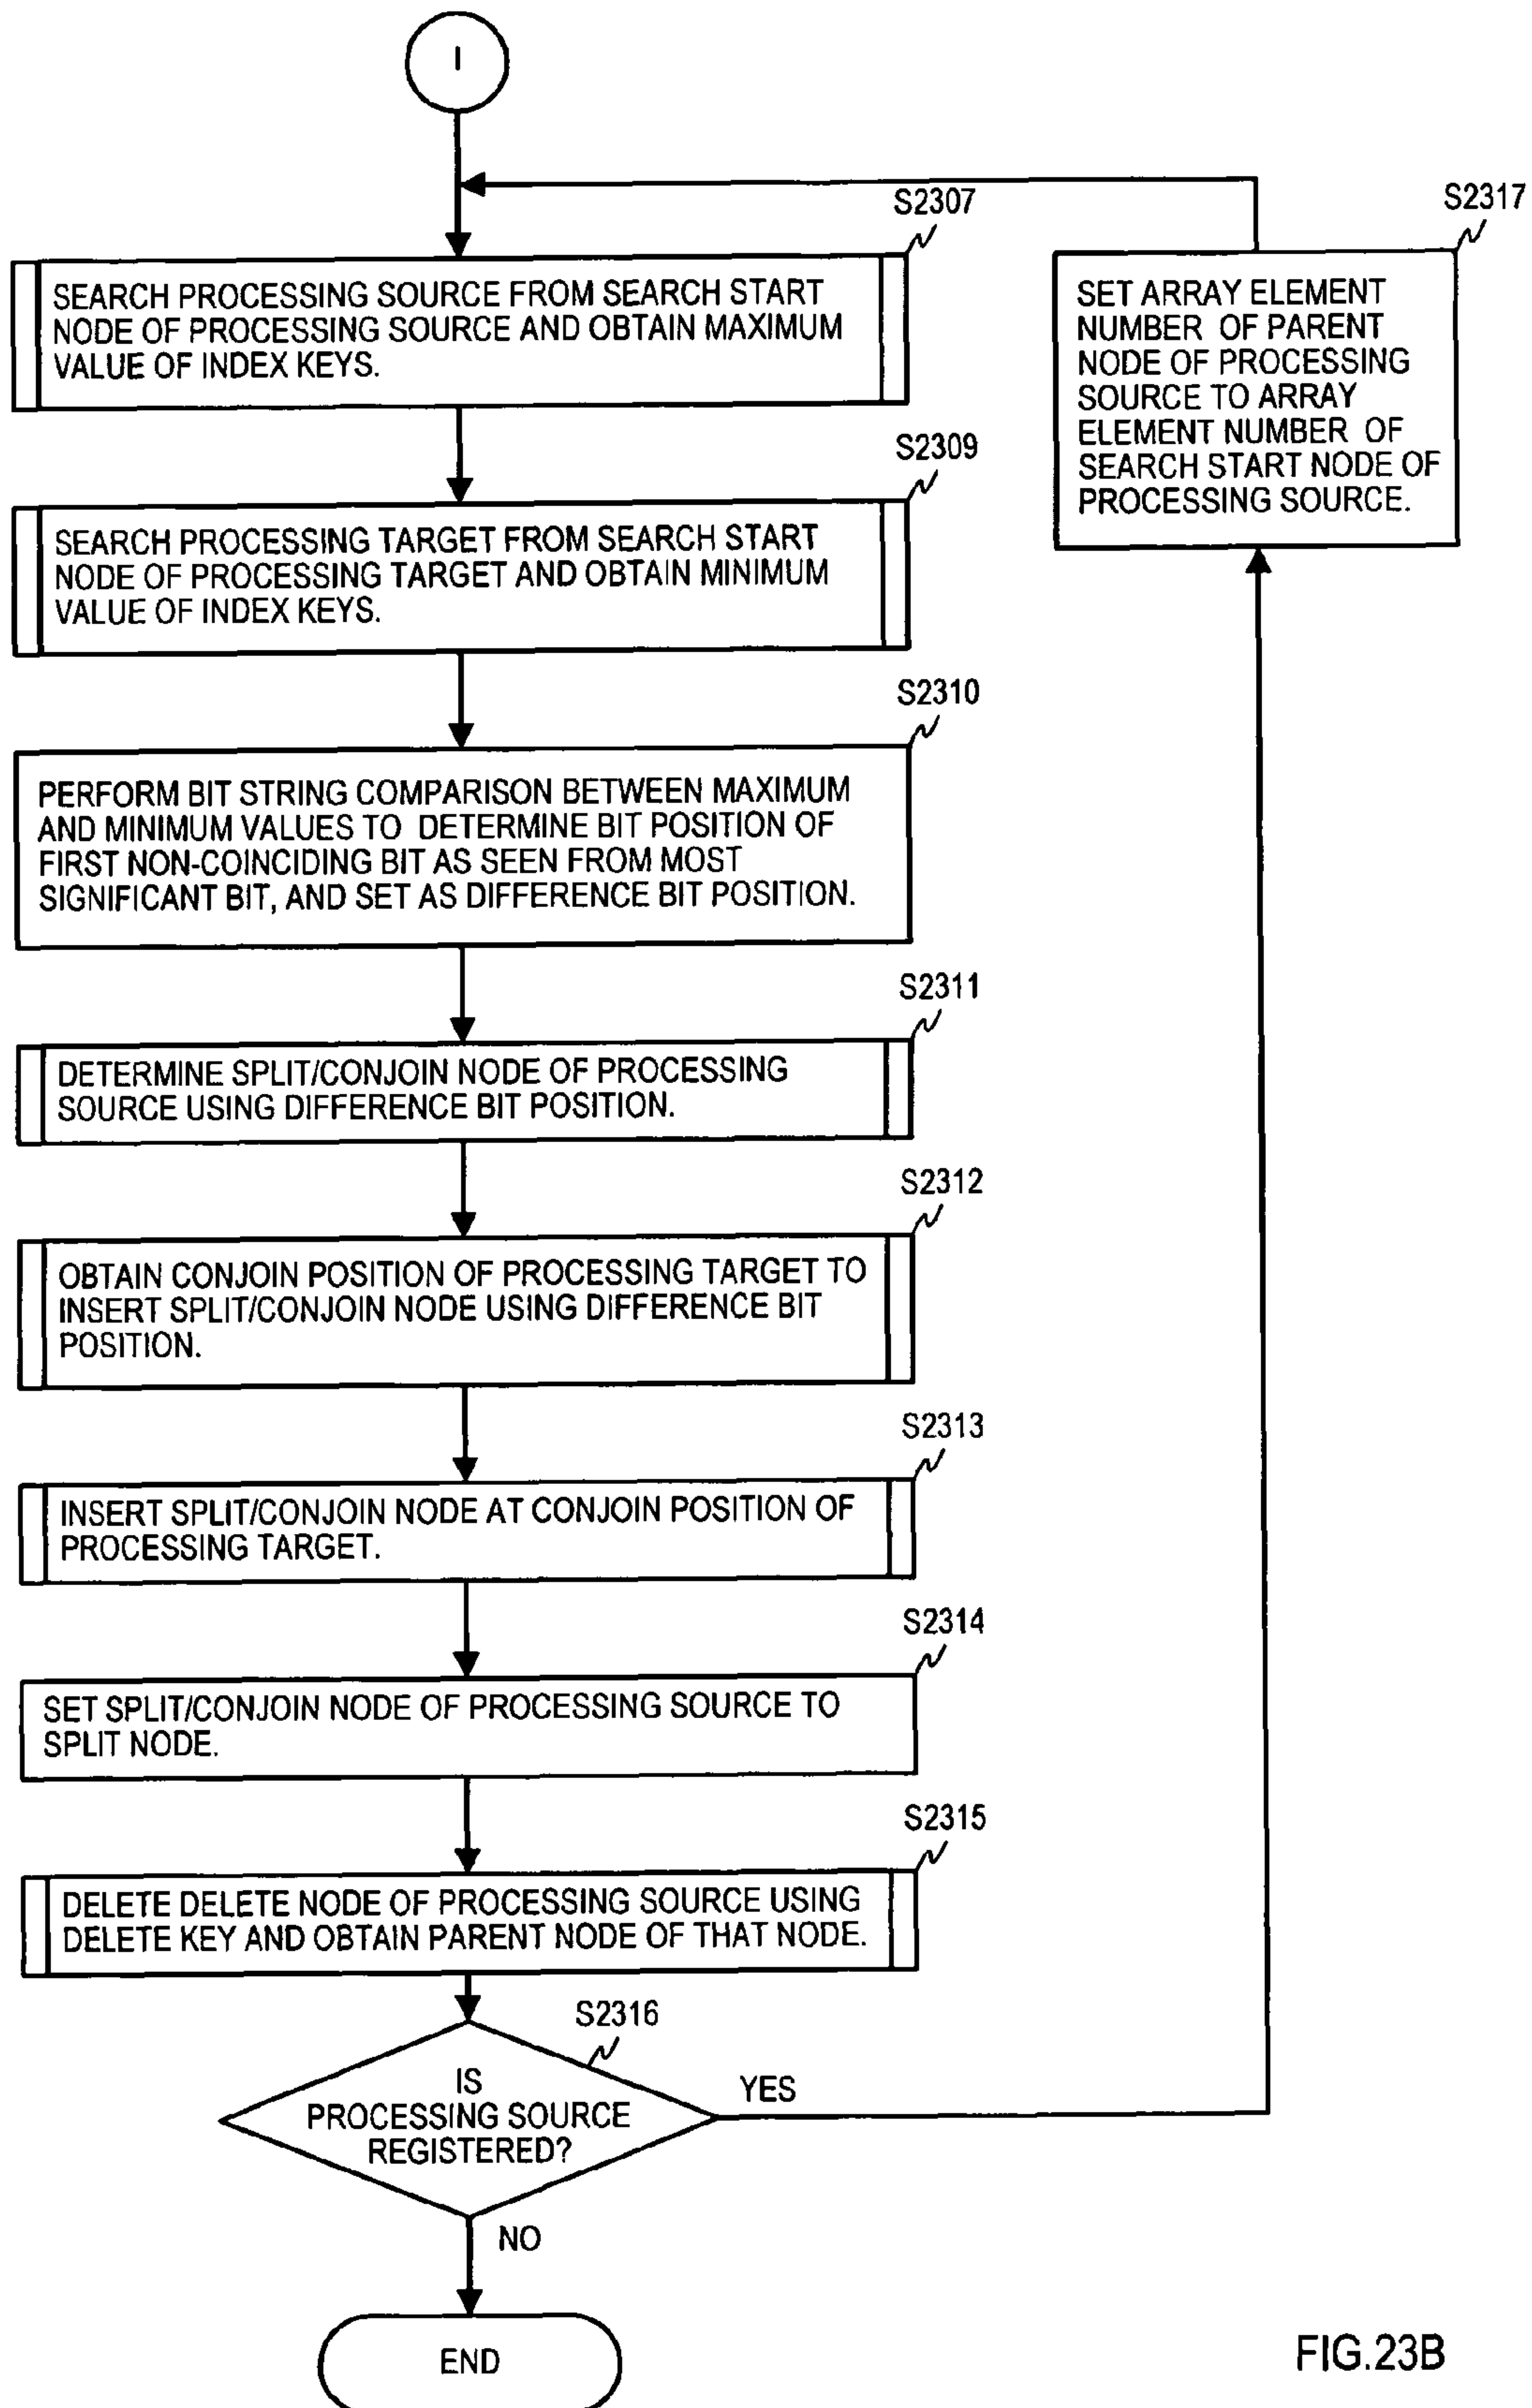 I
S2307
SEARCH PROCESSING SOURCE FROM SEARCH START
NODE OF PROCESSING SOURCE AND OBTAIN MAXIMUM
VALUE OF INDEX KEYS.
S2317
SET ARRAY ELEMENT
NUMBER OF PARENT
NODE OF PROCESSING
SOURCE TO ARRAY
ELEMENT NUMBER OF
SEARCH START NODE OF
PROCESSING SOURCE.
S2309
SEARCH PROCESSING TARGET FROM SEARCH START
NODE OF PROCESSING TARGET AND OBTAIN MINIMUM
VALUE OF INDEX KEYS.
S2310
PERFORM BIT STRING COMPARISON BETWEEN MAXIMUM
AND MINIMUM VALUES TO DETERMINE BIT POSITION OF
FIRST NON-COINCIDING BIT AS SEEN FROM MOST
SIGNIFICANT BIT, AND SET AS DIFFERENCE BIT POSITION.
S2311
DETERMINE SPLIT/CONJOIN NODE OF PROCESSING
SOURCE USING DIFFERENCE BIT POSITION.
S2312
OBTAIN CONJOIN POSITION OF PROCESSING TARGET TO
INSERT SPLIT/CONJOIN NODE USING DIFFERENCE BIT
POSITION.
S2313
INSERT SPLIT/CONJOIN NODE AT CONJOIN POSITION OF
PROCESSING TARGET.
S2314
SET SPLIT/CONJOIN NODE OF PROCESSING SOURCE TO
SPLIT NODE.
S2315
DELETE DELETE NODE OF PROCESSING SOURCE USING
DELETE KEY AND OBTAIN PARENT NODE OF THAT NODE.
S2316
IS
PROCESSING SOURCE
REGISTERED?
YES
NO
END
FIG.23B